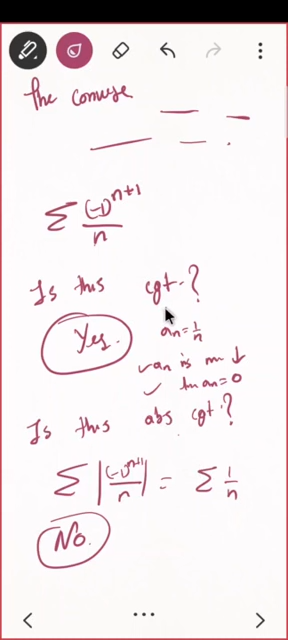 The converse
Σ (-1)^{n+1}/n
Is this cgt.?
Yes.
an = 1/n
✓ an is m ↓
✓ lim an = 0
Is this abs cgt.?
Σ |(-1)^{n+1}/n| = Σ 1/n
No.